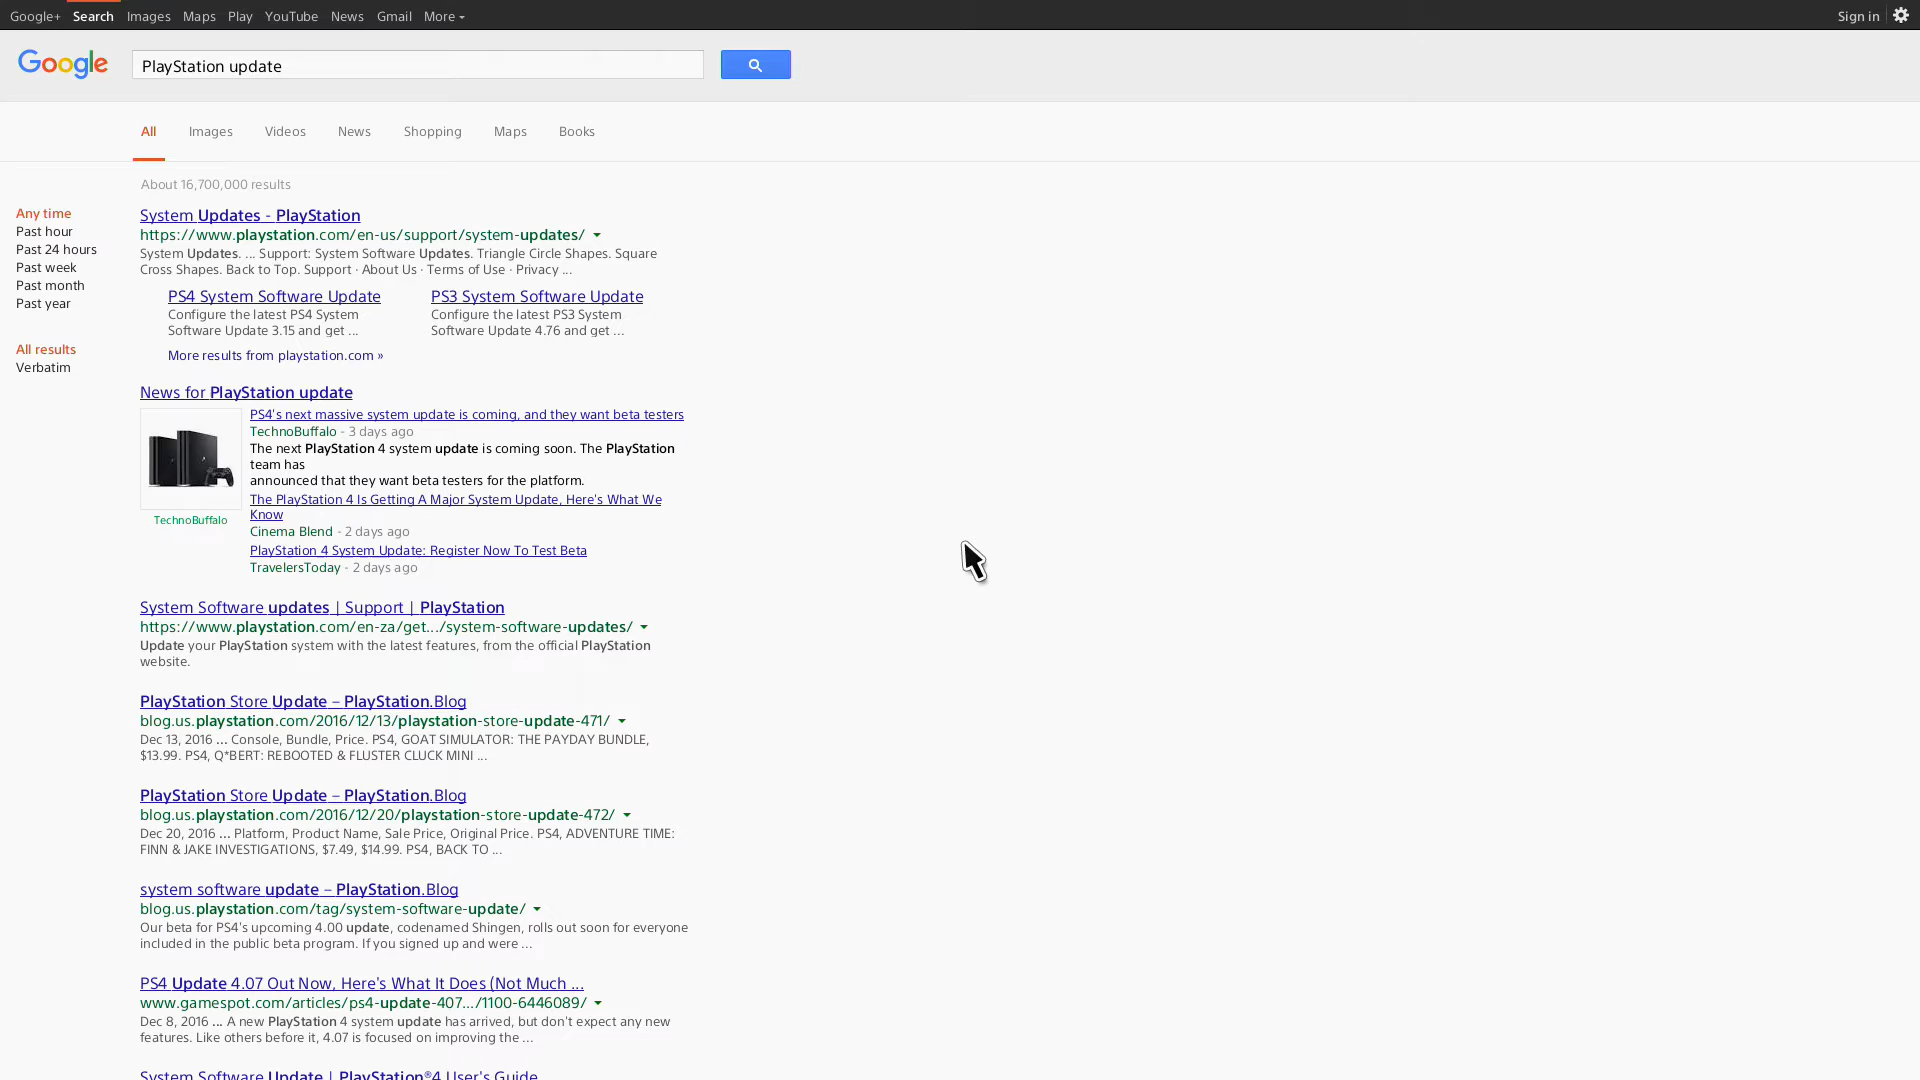 Google+ Search Images Maps Play YouTube News Gmail More Sign in
Google PlayStation update
All Images Videos News Shopping Maps Books
About 16,700,000 results
Any time
Past hour
Past 24 hours
Past week
Past month
Past year
All results
Verbatim
System Updates - PlayStation
https://www.playstation.com/en-us/support/system-updates/
System Updates. ... Support: System Software Updates. Triangle Circle Shapes. Square
Cross Shapes. Back to Top. Support · About Us · Terms of Use · Privacy ...
PS4 System Software Update
Configure the latest PS4 System
Software Update 3.15 and get ...
PS3 System Software Update
Configure the latest PS3 System
Software Update 4.76 and get ...
More results from playstation.com »
News for PlayStation update
TechnoBuffalo
PS4's next massive system update is coming, and they want beta testers
TechnoBuffalo - 3 days ago
The next PlayStation 4 system update is coming soon. The PlayStation
team has
announced that they want beta testers for the platform.
The PlayStation 4 Is Getting A Major System Update, Here's What We
Know
Cinema Blend - 2 days ago
PlayStation 4 System Update: Register Now To Test Beta
TravelersToday - 2 days ago
System Software updates | Support | PlayStation
https://www.playstation.com/en-za/get.../system-software-updates/
Update your PlayStation system with the latest features, from the official PlayStation
website.
PlayStation Store Update – PlayStation.Blog
blog.us.playstation.com/2016/12/13/playstation-store-update-471/
Dec 13, 2016 ... Console, Bundle, Price. PS4, GOAT SIMULATOR: THE PAYDAY BUNDLE,
$13.99. PS4, Q*BERT: REBOOTED & FLUSTER CLUCK MINI ...
PlayStation Store Update – PlayStation.Blog
blog.us.playstation.com/2016/12/20/playstation-store-update-472/
Dec 20, 2016 ... Platform, Product Name, Sale Price, Original Price. PS4, ADVENTURE TIME:
FINN & JAKE INVESTIGATIONS, $7.49, $14.99. PS4, BACK TO ...
system software update – PlayStation.Blog
blog.us.playstation.com/tag/system-software-update/
Our beta for PS4's upcoming 4.00 update, codenamed Shingen, rolls out soon for everyone
included in the public beta program. If you signed up and were ...
PS4 Update 4.07 Out Now, Here's What It Does (Not Much ...
www.gamespot.com/articles/ps4-update-407.../1100-6446089/
Dec 8, 2016 ... A new PlayStation 4 system update has arrived, but don't expect any new
features. Like others before it, 4.07 is focused on improving the ...
System Software Update | PlayStation®4 User's Guide